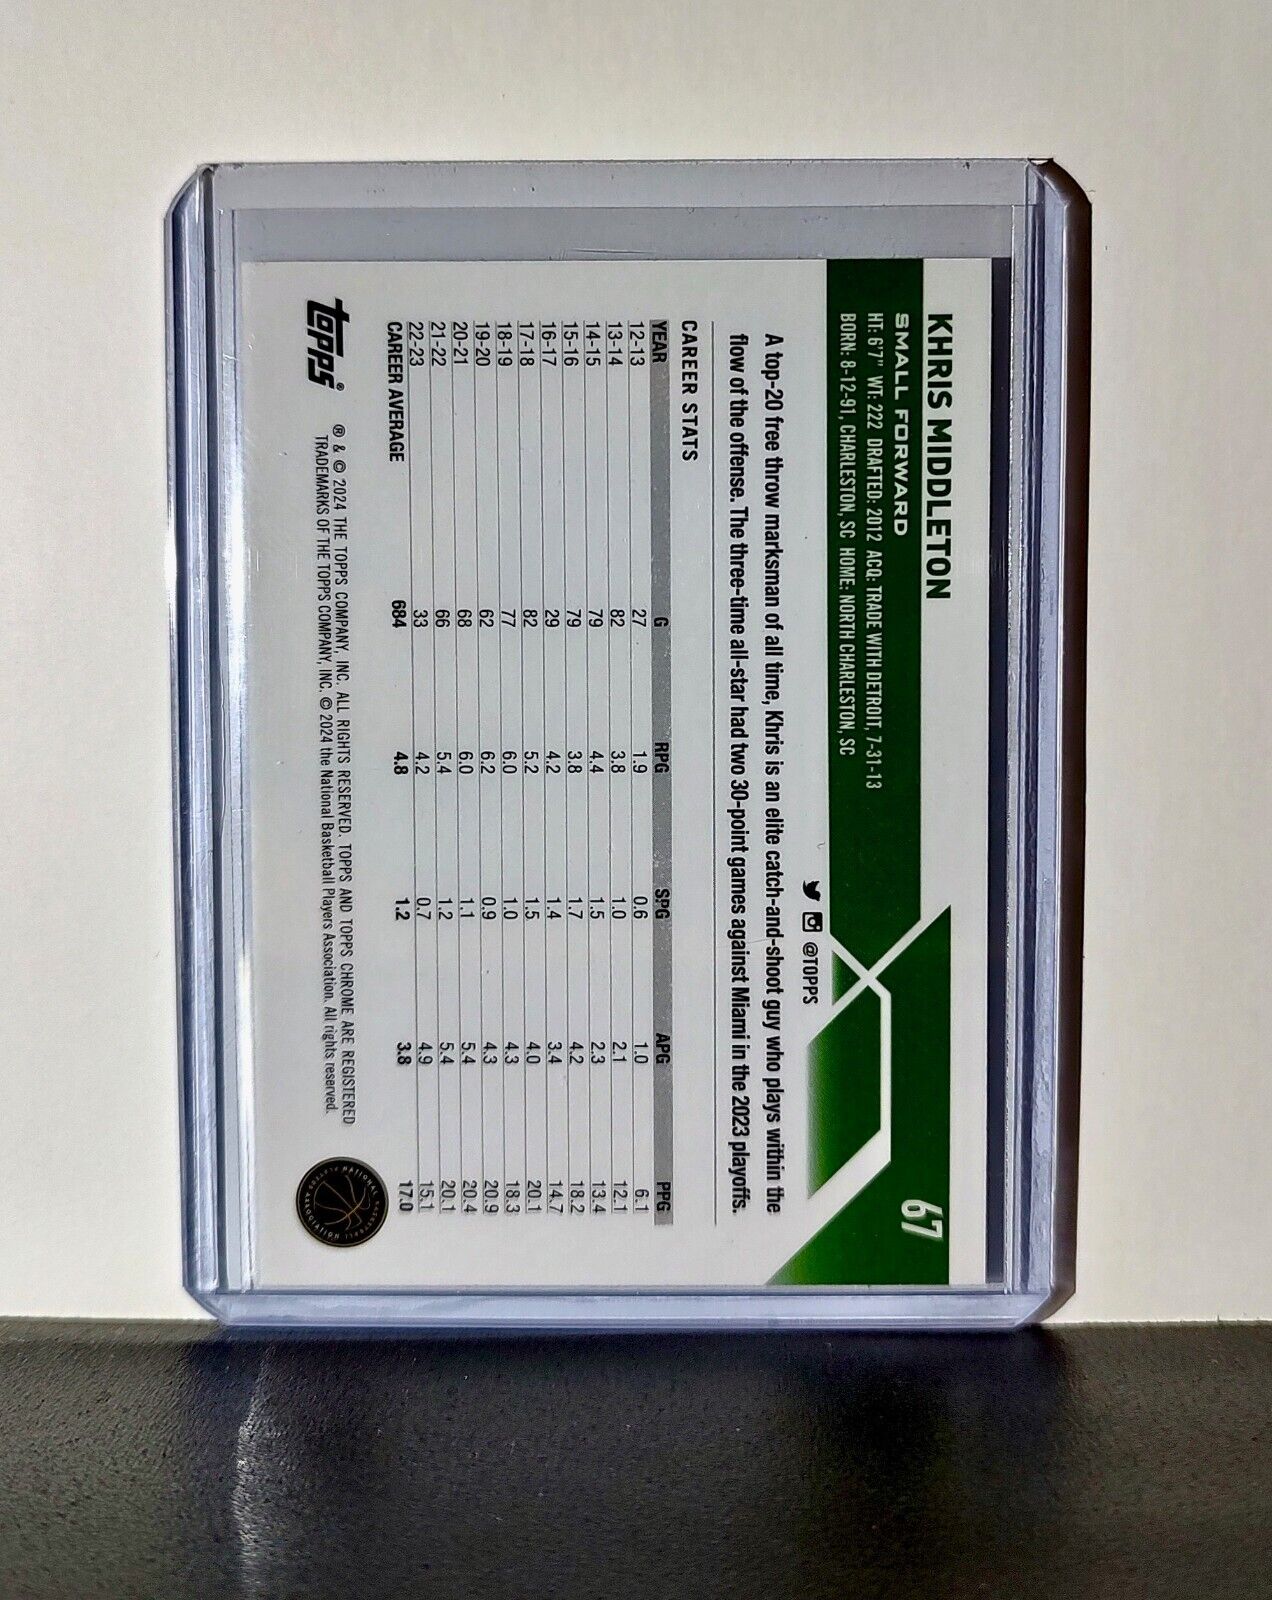 KHRIS MIDDLETON
67
SMALL FORWARD
HT: 6'7" WT: 222 DRAFTED: 2012 ACQ: TRADE WITH DETROIT, 7-31-13
BORN: 8-12-91, CHARLESTON, SC HOME: NORTH CHARLESTON, SC
@TOPPS
A top-20 free throw marksman of all time, Khris is an elite catch-and-shoot guy who plays within the
flow of the offense. The three-time all-star had two 30-point games against Miami in the 2023 playoffs.
CAREER STATS
YEAR G RPG SPG APG PPG
12-13 27 1.9 0.6 1.0 6.1
13-14 82 3.8 1.0 2.1 12.1
14-15 79 4.4 1.5 2.3 13.4
15-16 79 3.8 1.7 4.2 18.2
16-17 29 4.2 1.4 3.4 14.7
17-18 82 5.2 1.5 4.0 20.1
18-19 77 6.0 1.0 4.3 18.3
19-20 62 6.2 0.9 4.3 20.9
20-21 68 6.0 1.1 5.4 20.4
21-22 66 5.4 1.2 5.4 20.1
22-23 33 4.2 0.7 4.9 15.1
CAREER AVERAGE 684 4.8 1.2 3.8 17.0
topps®
® & © 2024 THE TOPPS COMPANY, INC. ALL RIGHTS RESERVED. TOPPS AND TOPPS CHROME ARE REGISTERED
TRADEMARKS OF THE TOPPS COMPANY, INC. © 2024 the National Basketball Players Association. All rights reserved.
NATIONAL BASKETBALL PLAYERS ASSOCIATION